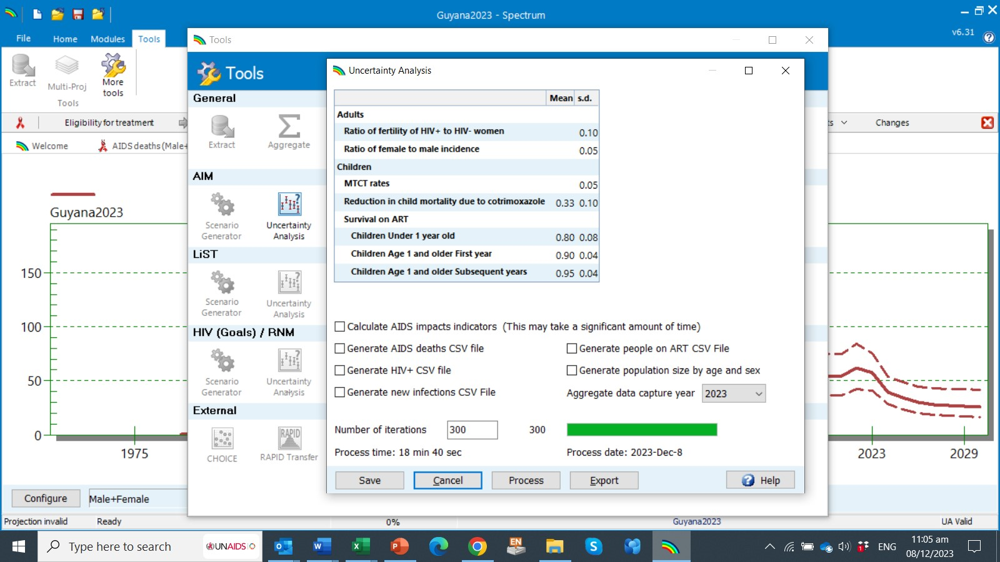 Guyana2023 - Spectrum
File
Home
Modules
Tools
v6.31
Extract
Multi-Proj
More
tools
Tools
Eligibility for treatment
Changes
Welcome
AIDS deaths (Male+
Guyana2023
150
100
50
0
1975
2023
2029
Configure
Male+Female
Projection invalid
Ready
0%
Guyana2023
UA Valid
Tools
Tools
General
Extract
Aggregate
AIM
Scenario
Generator
Uncertainty
Analysis
LiST
Scenario
Generator
Uncertainty
Analysis
HIV (Goals) / RNM
Scenario
Generator
Uncertainty
Analysis
External
CHOICE
RAPID
RAPID Transfer
Uncertainty Analysis
Mean s.d.
Adults
Ratio of fertility of HIV+ to HIV- women 0.10
Ratio of female to male incidence 0.05
Children
MTCT rates 0.05
Reduction in child mortality due to cotrimoxazole 0.33 0.10
Survival on ART
Children Under 1 year old 0.80 0.08
Children Age 1 and older First year 0.90 0.04
Children Age 1 and older Subsequent years 0.95 0.04
Calculate AIDS impacts indicators (This may take a significant amount of time)
Generate AIDS deaths CSV file
Generate people on ART CSV File
Generate HIV+ CSV file
Generate population size by age and sex
Generate new infections CSV File
Aggregate data capture year 2023
Number of iterations 300 300
Process time: 18 min 40 sec
Process date: 2023-Dec-8
Save
Cancel
Process
Export
Help
Type here to search
UNAIDS
EN
ENG
11:05 am
08/12/2023